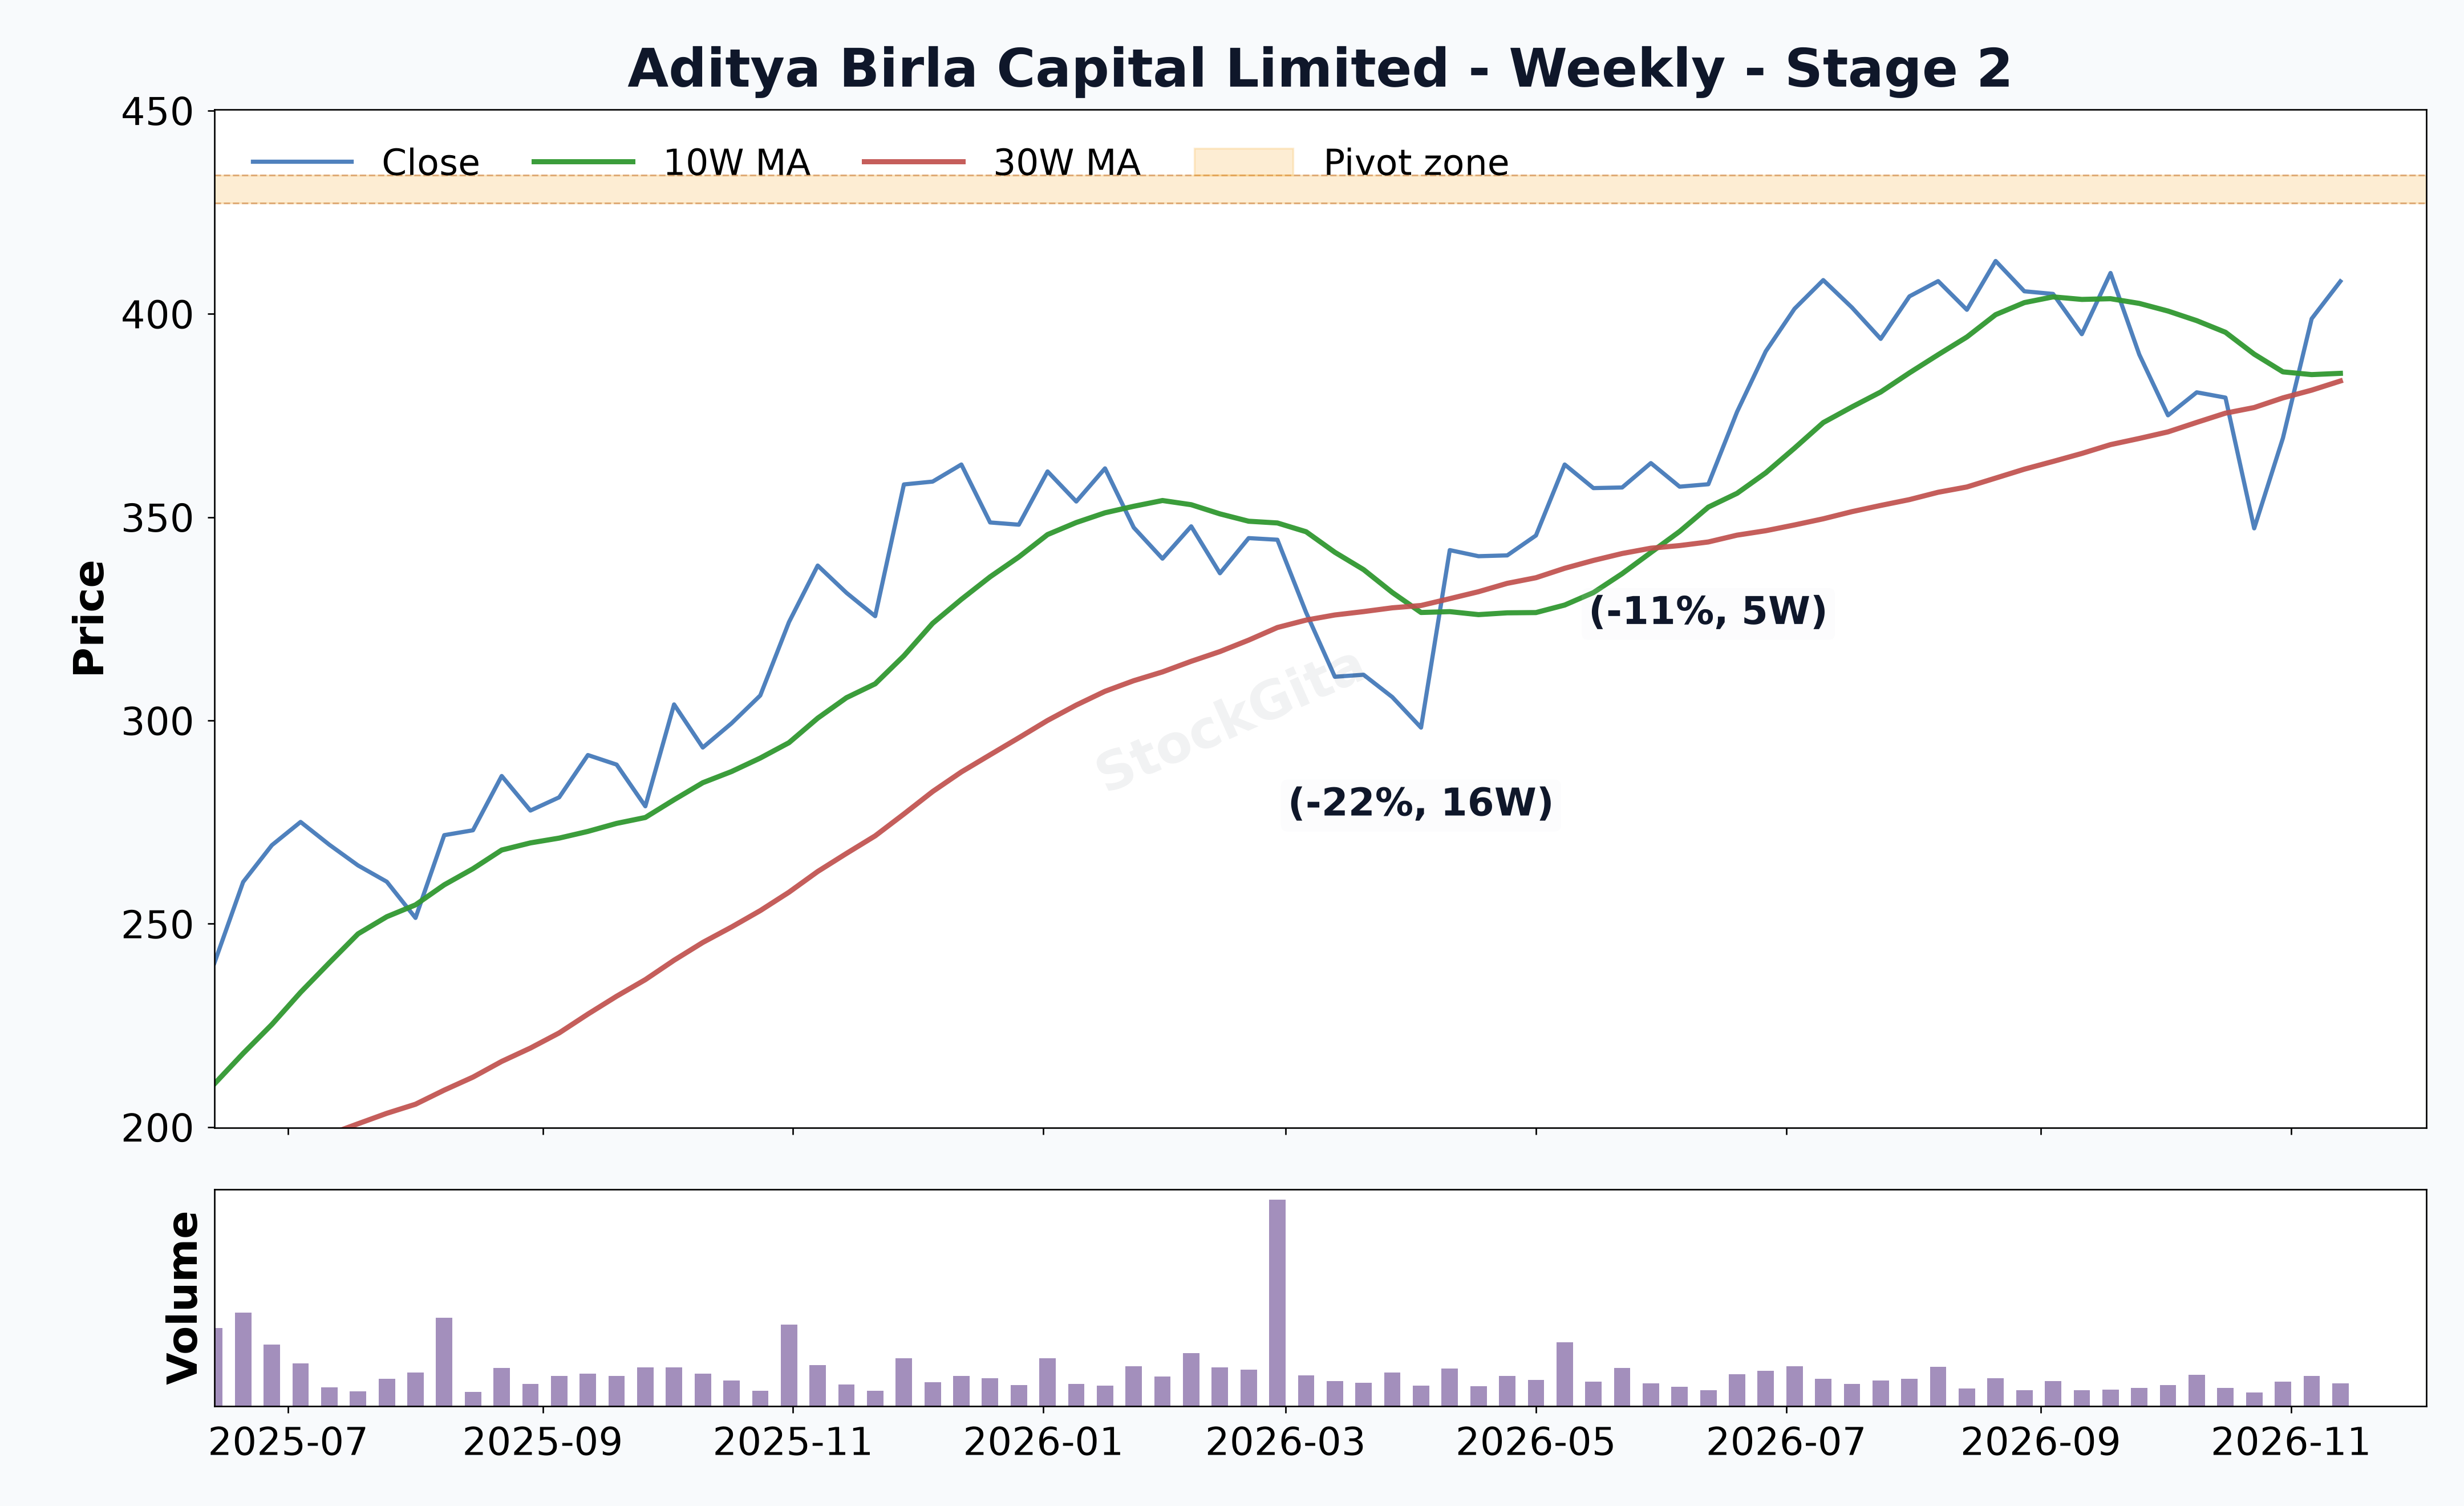 Aditya Birla Capital Limited - Weekly - Stage 2
Close 10W MA 30W MA Pivot zone
450
400
350
300
250
200
Price
(-11%, 5W)
(-22%, 16W)
StockGita
Volume
2025-07 2025-09 2025-11 2026-01 2026-03 2026-05 2026-07 2026-09 2026-11